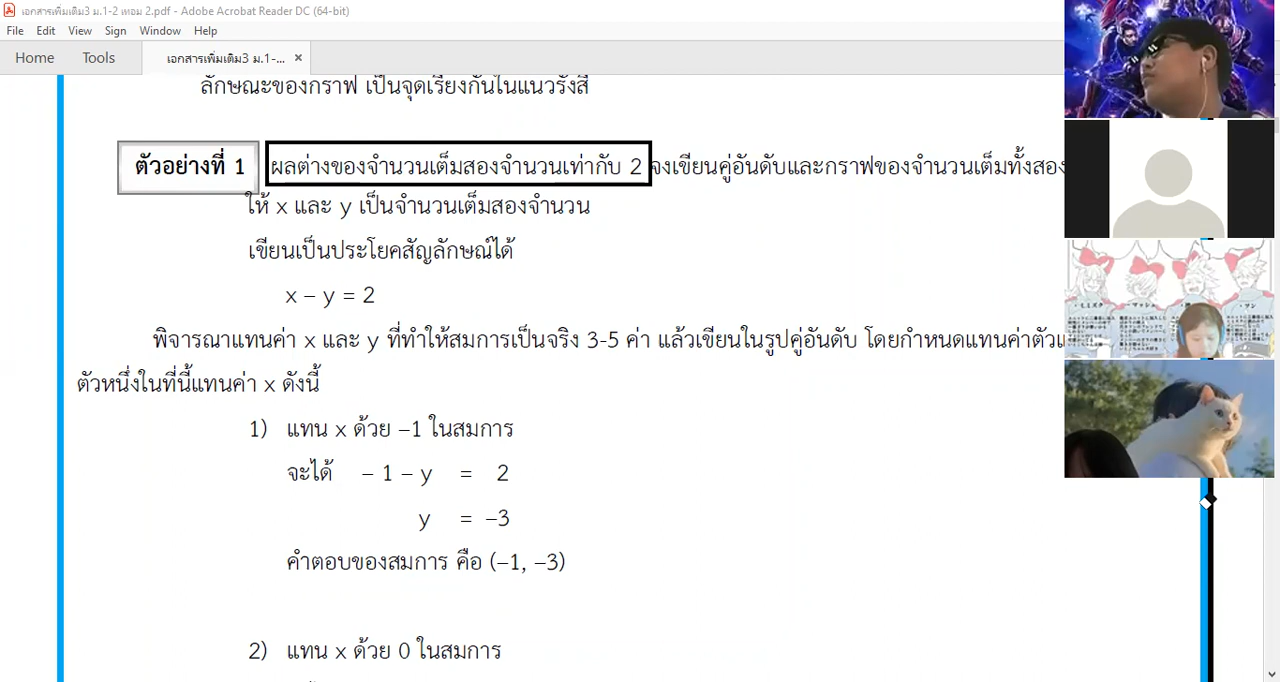 เอกสารเพิ่มเติม3 ม.1-2 เทอม 2.pdf - Adobe Acrobat Reader DC (64-bit)
File Edit View Sign Window Help
Home Tools เอกสารเพิ่มเติม3 ม.1-... ×
ลักษณะของกราฟ เป็นจุดเรียงกันในแนวรังสี
ตัวอย่างที่ 1 ผลต่างของจำนวนเต็มสองจำนวนเท่ากับ 2 จงเขียนคู่อันดับและกราฟของจำนวนเต็มทั้งสอง
ให้ x และ y เป็นจำนวนเต็มสองจำนวน
เขียนเป็นประโยคสัญลักษณ์ได้
x – y = 2
พิจารณาแทนค่า x และ y ที่ทำให้สมการเป็นจริง 3-5 ค่า แล้วเขียนในรูปคู่อันดับ โดยกำหนดแทนค่าตัว
ตัวหนึ่งในที่นี้แทนค่า x ดังนี้
1) แทน x ด้วย –1 ในสมการ
จะได้ – 1 – y = 2
y = –3
คำตอบของสมการ คือ (–1, –3)
2) แทน x ด้วย 0 ในสมการ